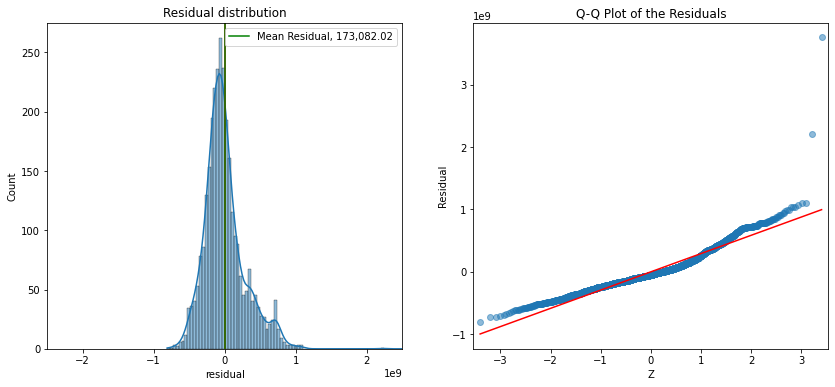 Residual distribution
Mean Residual, 173,082.02
250
200
150
100
50
0
Count
−2
−1
0
1
2
1e9
residual
Q-Q Plot of the Residuals
1e9
3
2
1
0
−1
Residual
−3
−2
−1
0
1
2
3
Z